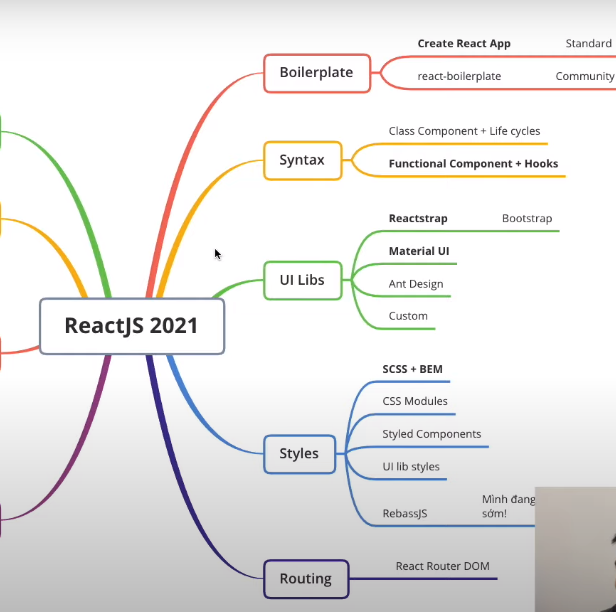 Create React App Standard
Boilerplate
react-boilerplate Community
Class Component + Life cycles
Syntax
Functional Component + Hooks
Reactstrap Bootstrap
Material UI
UI Libs
Ant Design
Custom
ReactJS 2021
SCSS + BEM
CSS Modules
Styled Components
Styles
UI lib styles
Mình đang
RebassJS sớm!
React Router DOM
Routing